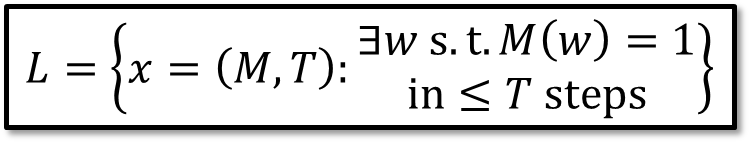 L = {x = (M, T): ∃w s. t. M(w) = 1
in ≤ T steps}